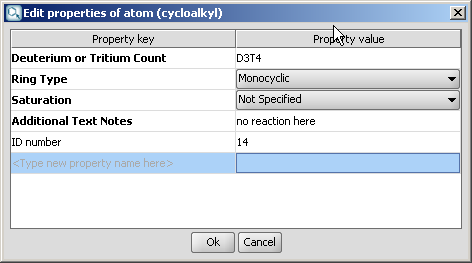 Edit properties of atom (cycloalkyl)
Property key Property value
Deuterium or Tritium Count D3T4
Ring Type Monocyclic
Saturation Not Specified
Additional Text Notes no reaction here
ID number 14
<Type new property name here>
Ok Cancel